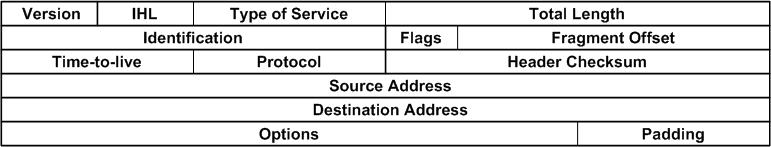 Version IHL Type of Service Total Length
Identification Flags Fragment Offset
Time-to-live Protocol Header Checksum
Source Address
Destination Address
Options Padding